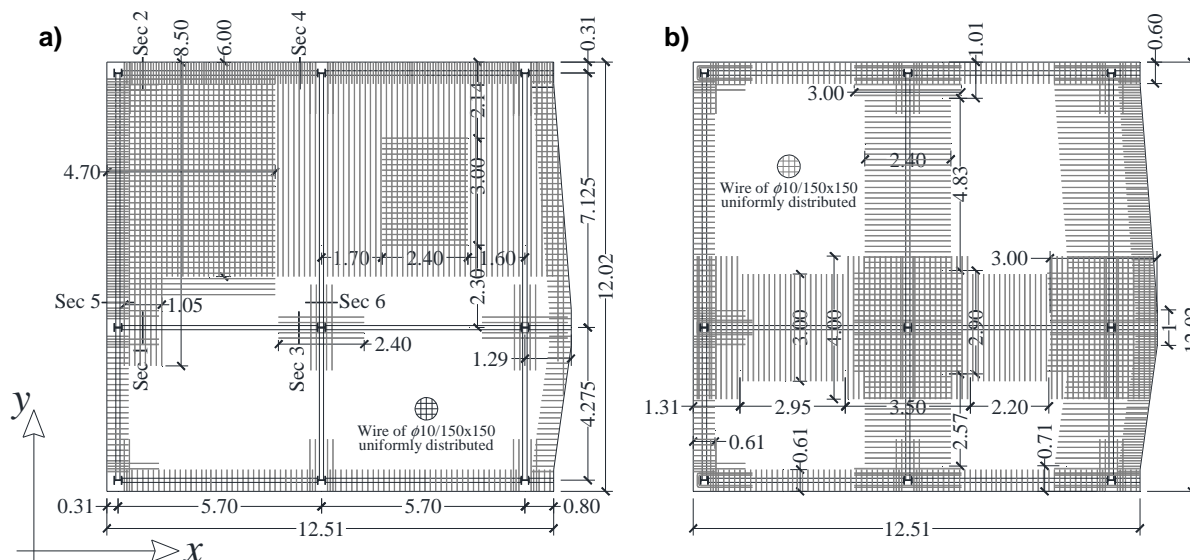 a)
Sec 2
8.50
6.00
Sec 4
0.31
2.14
4.70
3.00
7.125
12.02
1.70
2.40
1.60
2.30
Sec 5
1.05
Sec 6
Sec 1
Sec 3
2.40
1.29
4.275
Wire of ϕ10/150x150
uniformly distributed
y
0.31
5.70
5.70
0.80
12.51
x
b)
1.01
0.60
3.00
2.40
4.83
Wire of ϕ10/150x150
uniformly distributed
3.00
3.00
4.00
2.90
1
1.31
2.95
3.50
2.20
0.61
0.61
2.57
0.71
12.51